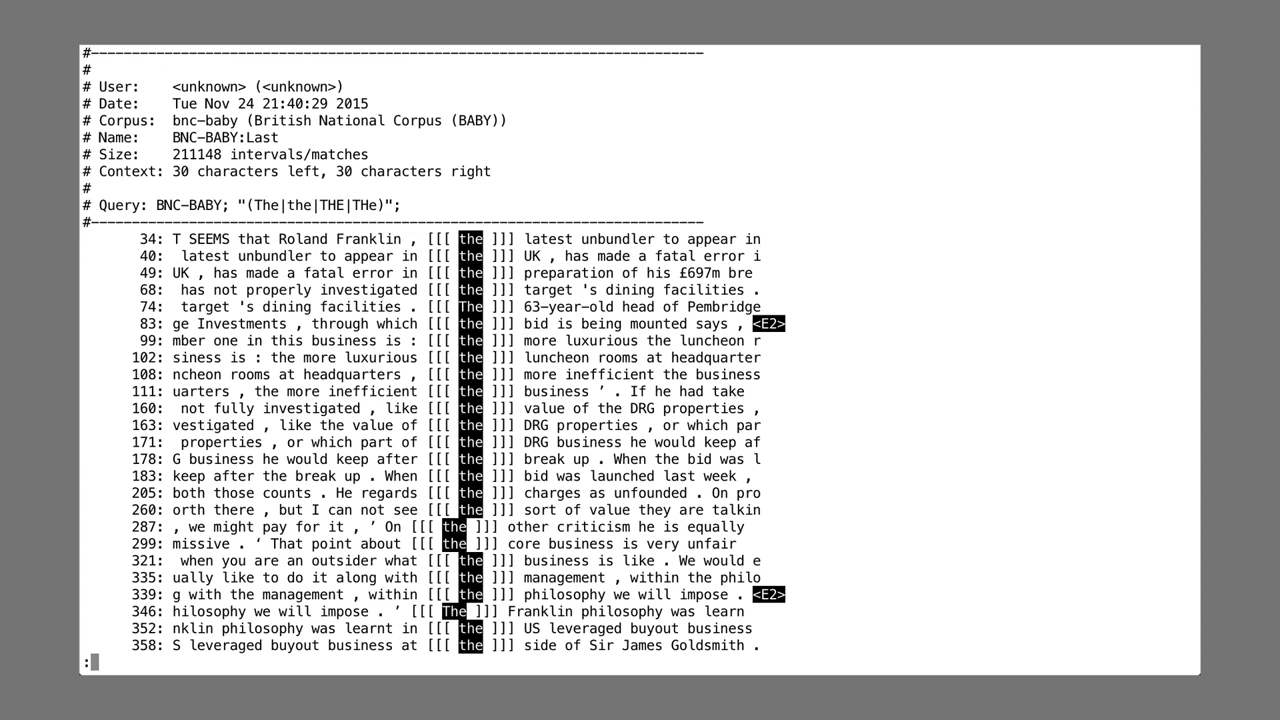 #---------------------------------------------------------------------------
#
# User:    <unknown> (<unknown>)
# Date:    Tue Nov 24 21:40:29 2015
# Corpus:  bnc-baby (British National Corpus (BABY))
# Name:    BNC-BABY:Last
# Size:    211148 intervals/matches
# Context: 30 characters left, 30 characters right
#
# Query: BNC-BABY; "(The|the|THE|THe)";
#---------------------------------------------------------------------------
34: T SEEMS that Roland Franklin , [[[ the ]]] latest unbundler to appear in
40:  latest unbundler to appear in [[[ the ]]] UK , has made a fatal error i
49: UK , has made a fatal error in [[[ the ]]] preparation of his £697m bre
68:  has not properly investigated [[[ the ]]] target 's dining facilities .
74:  target 's dining facilities . [[[ The ]]] 63-year-old head of Pembridge
83: ge Investments , through which [[[ the ]]] bid is being mounted says , <E2>
99: mber one in this business is : [[[ the ]]] more luxurious the luncheon r
102: siness is : the more luxurious [[[ the ]]] luncheon rooms at headquarter
108: ncheon rooms at headquarters , [[[ the ]]] more inefficient the business
111: uarters , the more inefficient [[[ the ]]] business ’ . If he had take
160:  not fully investigated , like [[[ the ]]] value of the DRG properties ,
163: vestigated , like the value of [[[ the ]]] DRG properties , or which par
171:  properties , or which part of [[[ the ]]] DRG business he would keep af
178: G business he would keep after [[[ the ]]] break up . When the bid was l
183: keep after the break up . When [[[ the ]]] bid was launched last week ,
205: both those counts . He regards [[[ the ]]] charges as unfounded . On pro
260: orth there , but I can not see [[[ the ]]] sort of value they are talkin
287: , we might pay for it , ’ On [[[ the ]]] other criticism he is equally
299: missive . ‘ That point about [[[ the ]]] core business is very unfair
321:  when you are an outsider what [[[ the ]]] business is like . We would e
335: ually like to do it along with [[[ the ]]] management , within the philo
339: g with the management , within [[[ the ]]] philosophy we will impose . <E2>
346: hilosophy we will impose . ’ [[[ The ]]] Franklin philosophy was learn
352: nklin philosophy was learnt in [[[ the ]]] US leveraged buyout business
358: S leveraged buyout business at [[[ the ]]] side of Sir James Goldsmith .
: